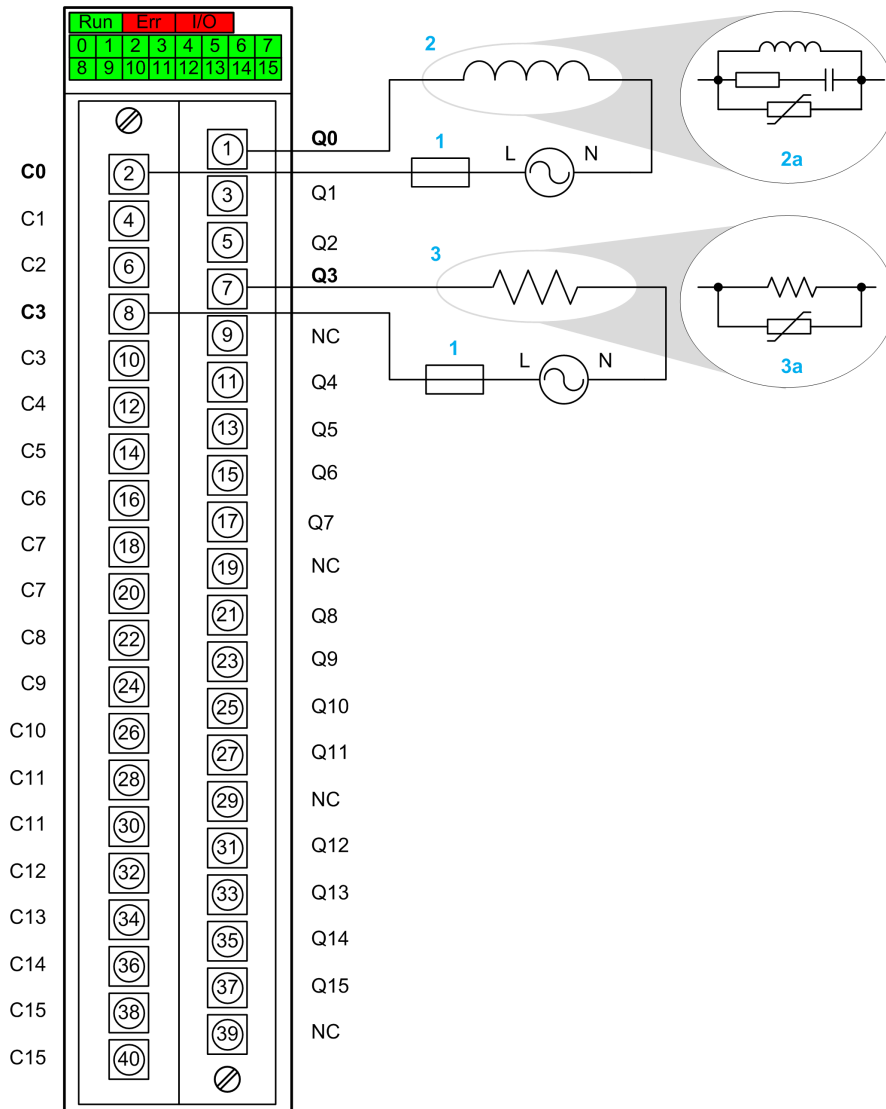 Run Err I/O
0 1 2 3 4 5 6 7
8 9 10 11 12 13 14 15
2
2a
1 Q0
1
L N
C0 2
3 Q1
C1 4
5 Q2
C2 6
7 Q3
3
3a
C3 8
9 NC
1
L N
C3 10
11 Q4
C4 12
13 Q5
C5 14
15 Q6
C6 16
17 Q7
C7 18
19 NC
C7 20
21 Q8
C8 22
23 Q9
C9 24
25 Q10
C10 26
27 Q11
C11 28
29 NC
C11 30
31 Q12
C12 32
33 Q13
C13 34
35 Q14
C14 36
37 Q15
C15 38
39 NC
C15 40